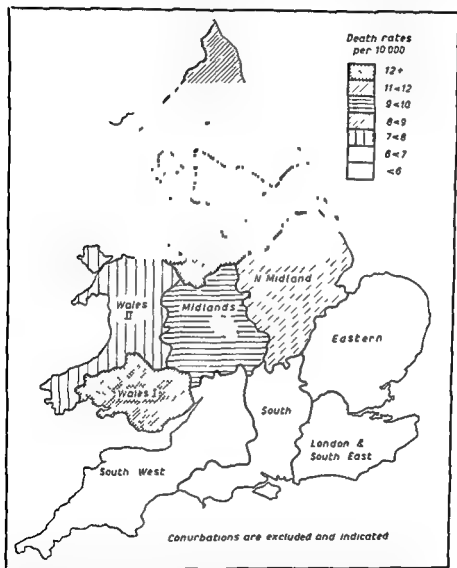 Death rates
per 10 000
12+
11<12
9<10
8<9
7<8
6<7
<6
N Midland
Wales
II
Midlands
Eastern
Wales I
South
London &
South East
South West
Conurbations are excluded and indicated